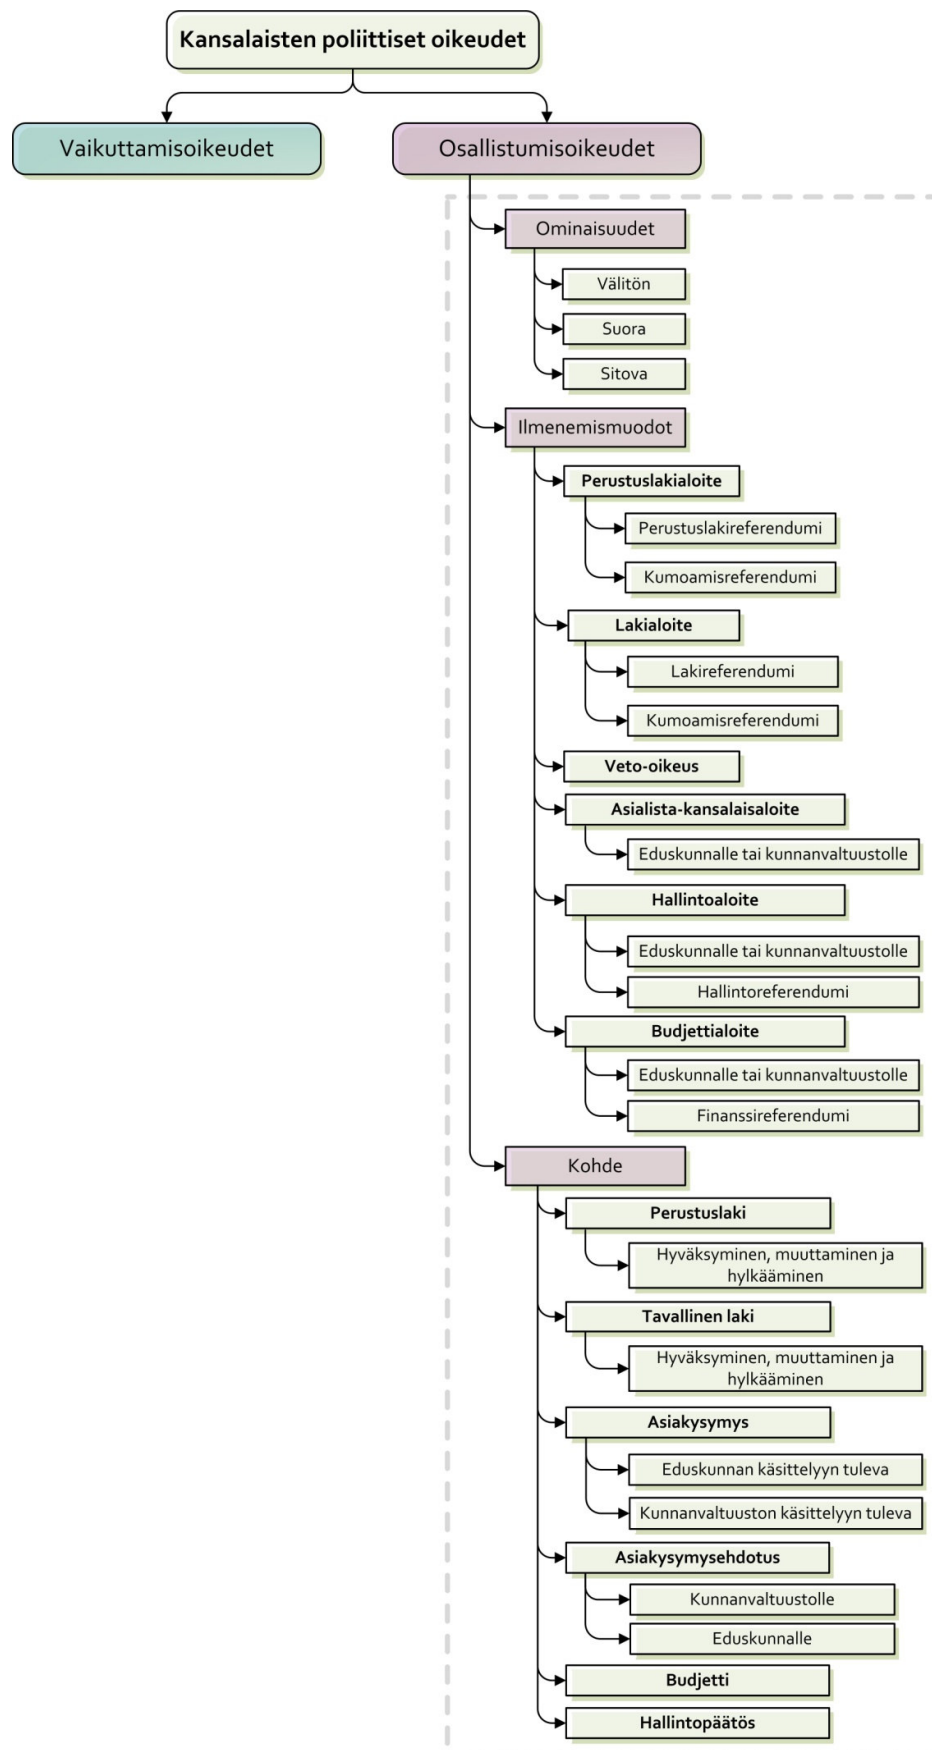 Kansalaisten poliittiset oikeudet
Vaikuttamisoikeudet
Osallistumisoikeudet
Ominaisuudet
Välitön
Suora
Sitova
Ilmenemismuodot
Perustuslakialoite
Perustuslakireferendumi
Kumoamisreferendumi
Lakialoite
Lakireferendumi
Kumoamisreferendumi
Veto-oikeus
Asialista-kansalaisaloite
Eduskunnalle tai kunnanvaltuustolle
Hallintoaloite
Eduskunnalle tai kunnanvaltuustolle
Hallintoreferendumi
Budjettialoite
Eduskunnalle tai kunnanvaltuustolle
Finanssireferendumi
Kohde
Perustuslaki
Hyväksyminen, muuttaminen ja
hylkääminen
Tavallinen laki
Hyväksyminen, muuttaminen ja
hylkääminen
Asiakysymys
Eduskunnan käsittelyyn tuleva
Kunnanvaltuuston käsittelyyn tuleva
Asiakysymysehdotus
Kunnanvaltuustolle
Eduskunnalle
Budjetti
Hallintopäätös